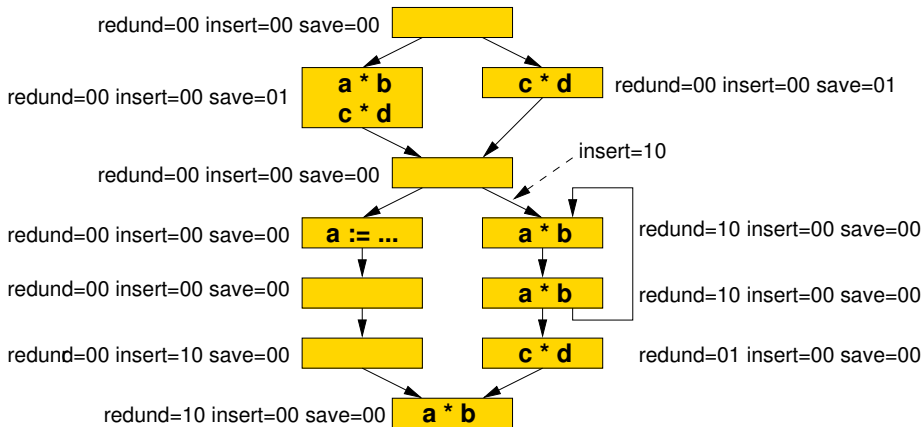 redund=00 insert=00 save=00
a * b
c * d
c * d
redund=00 insert=00 save=01
redund=00 insert=00 save=01
insert=10
redund=00 insert=00 save=00
redund=00 insert=00 save=00
a := ...
a * b
redund=10 insert=00 save=00
redund=00 insert=00 save=00
a * b
redund=10 insert=00 save=00
redund=00 insert=10 save=00
c * d
redund=01 insert=00 save=00
redund=10 insert=00 save=00
a * b